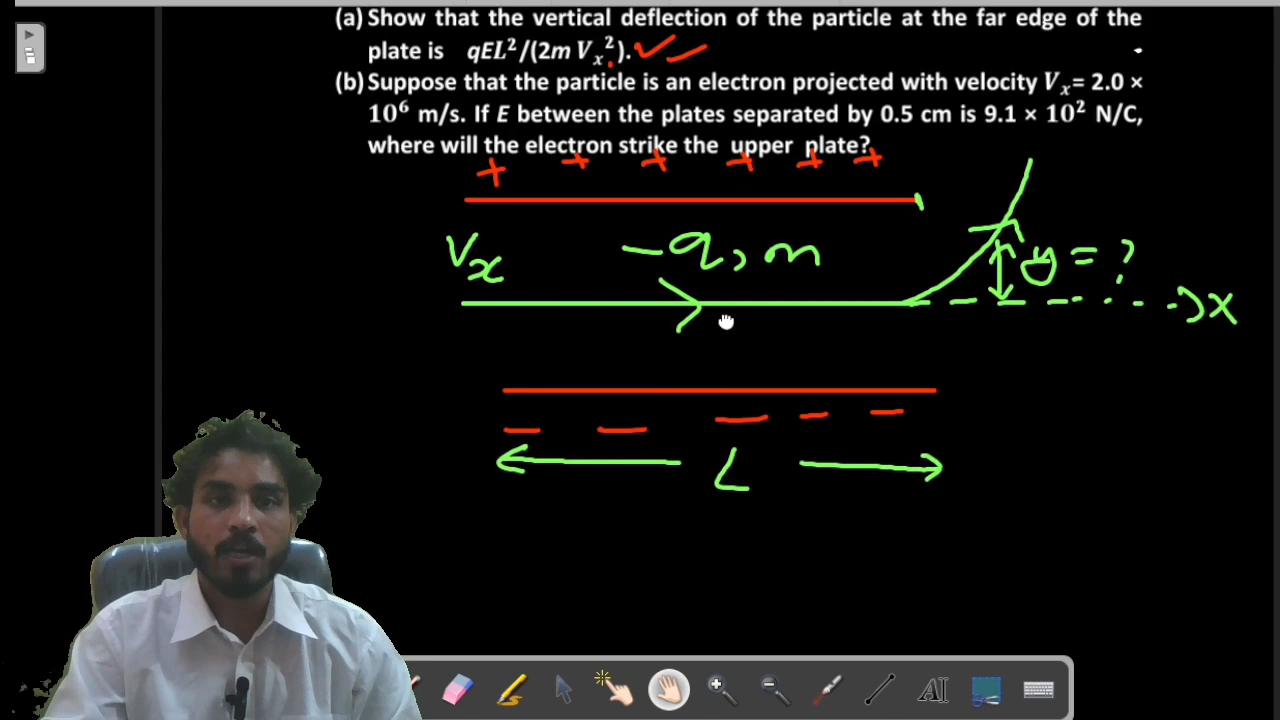 (a) Show that the vertical deflection of the particle at the far edge of the
plate is qEL²/(2m Vₓ²).
(b) Suppose that the particle is an electron projected with velocity Vₓ= 2.0 ×
10⁶ m/s. If E between the plates separated by 0.5 cm is 9.1 × 10² N/C,
where will the electron strike the upper plate?
+ + + + + +
Vx -q, m y = ?
x
L
AI